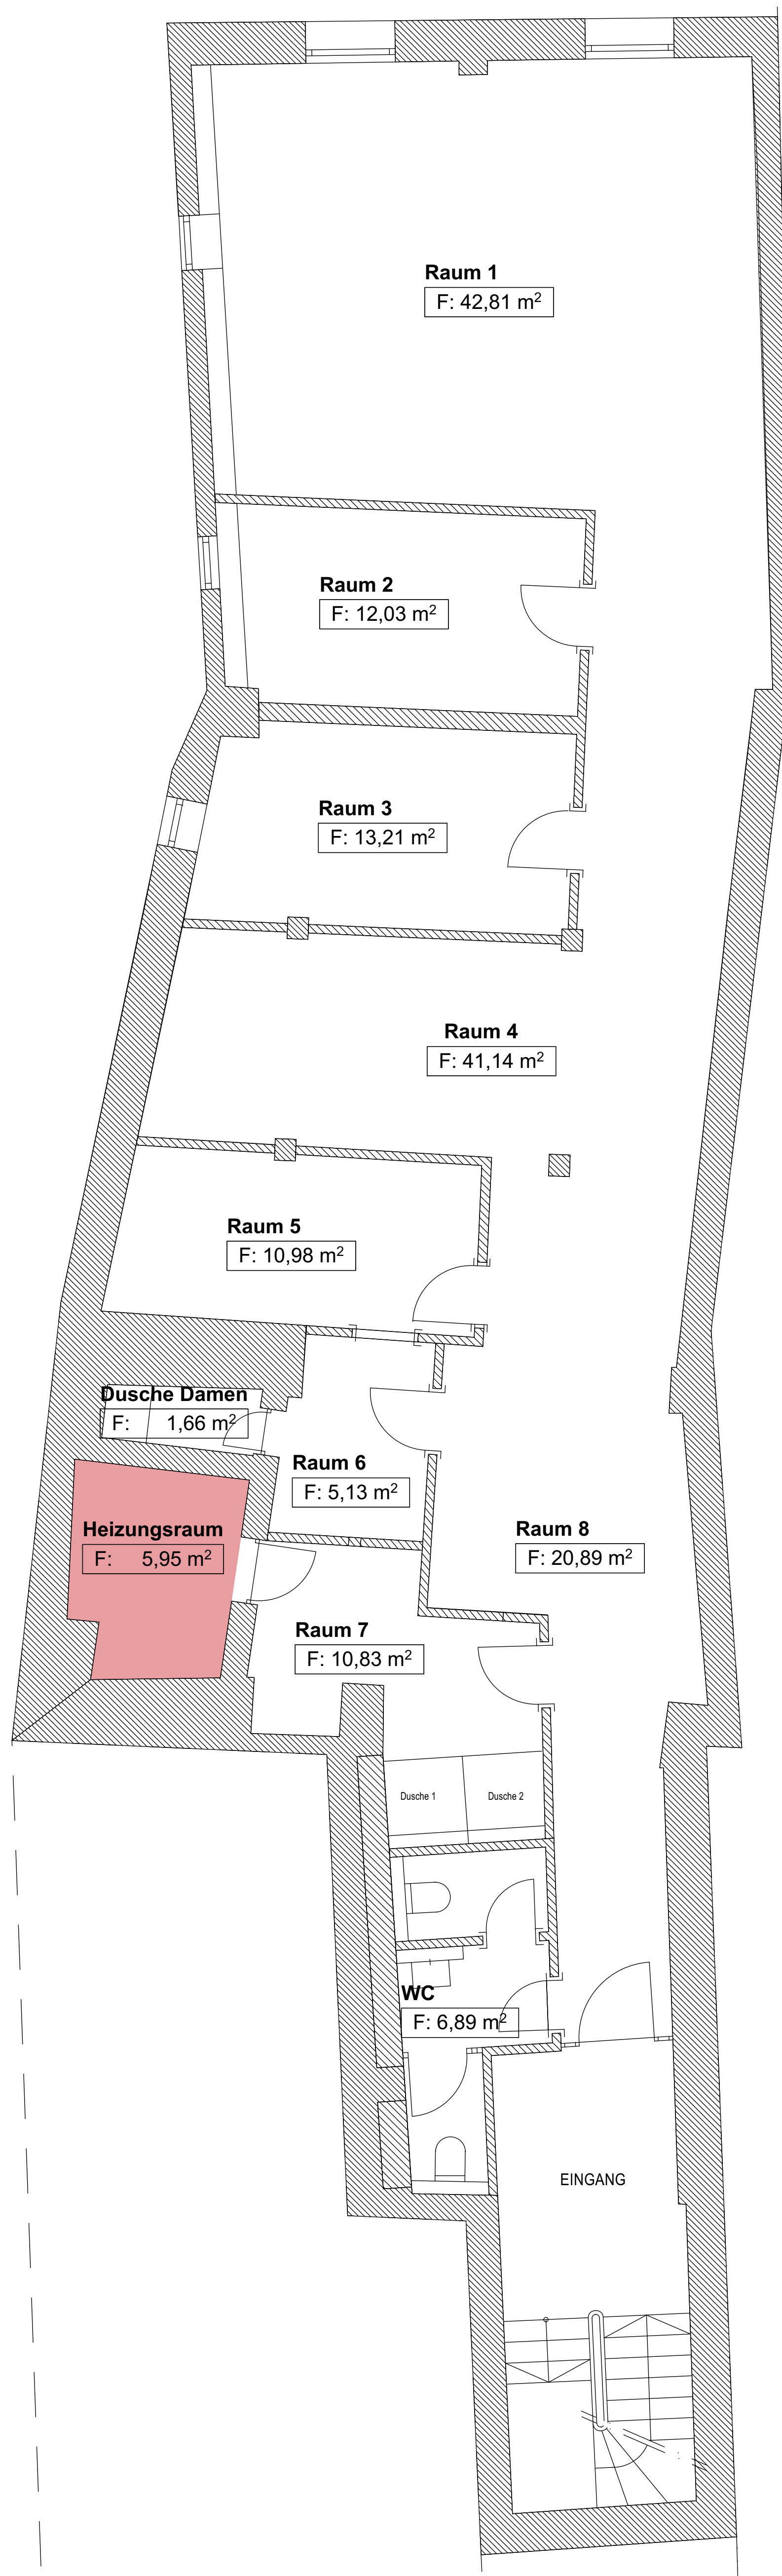 Raum 1
F: 42,81 m²
Raum 2
F: 12,03 m²
Raum 3
F: 13,21 m²
Raum 4
F: 41,14 m²
Raum 5
F: 10,98 m²
Dusche Damen
F: 1,66 m²
Raum 6
F: 5,13 m²
Heizungsraum
F: 5,95 m²
Raum 8
F: 20,89 m²
Raum 7
F: 10,83 m²
Dusche 1
Dusche 2
WC
F: 6,89 m²
EINGANG